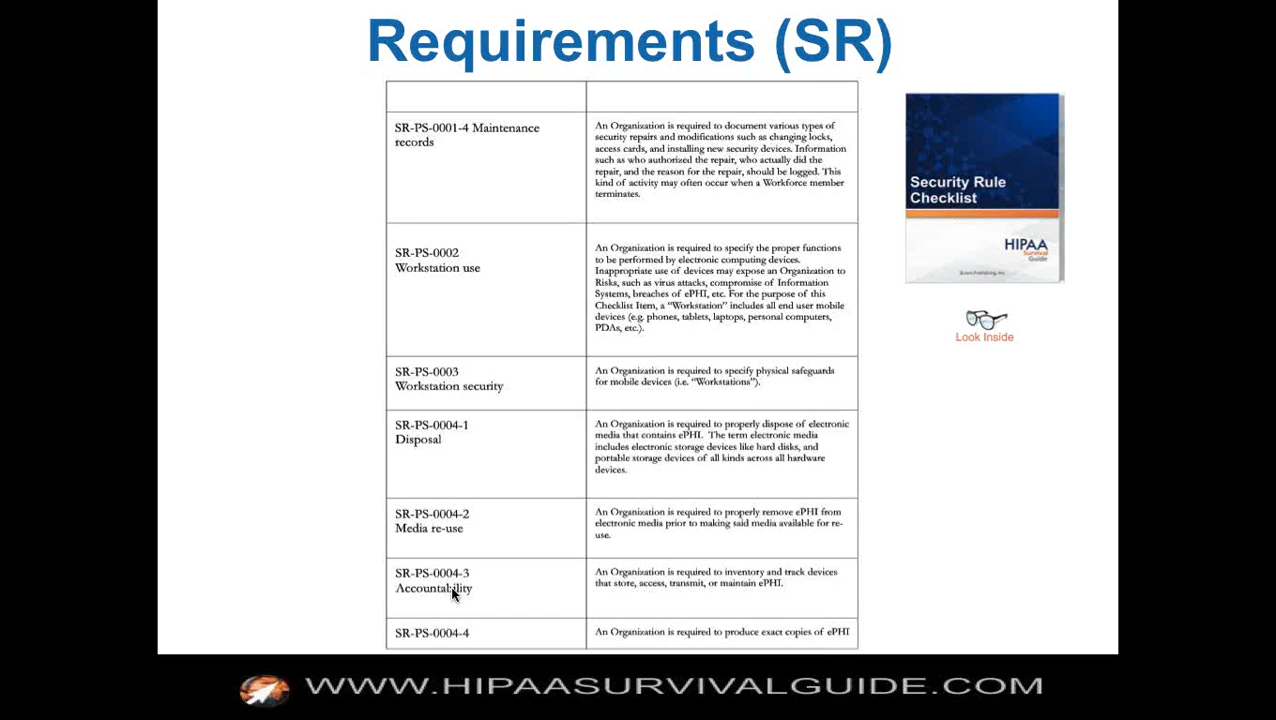 Requirements (SR)
SR-PS-0001-4 Maintenance
records
An Organization is required to document various types of
security repairs and modifications such as changing locks,
access cards, and installing new security devices. Information
such as who authorized the repair, who actually did the
repair, and the reason for the repair, should be logged. This
kind of activity may often occur when a Workforce member
terminates.
SR-PS-0002
Workstation use
An Organization is required to specify the proper functions
to be performed by electronic computing devices.
Inappropriate use of devices may expose an Organization to
Risks, such as virus attacks, compromise of Information
Systems, breaches of ePHI, etc. For the purpose of this
Checklist Item, a “Workstation” includes all end user mobile
devices (e.g. phones, tablets, laptops, personal computers,
PDAs, etc.).
SR-PS-0003
Workstation security
An Organization is required to specify physical safeguards
for mobile devices (i.e. “Workstations”).
SR-PS-0004-1
Disposal
An Organization is required to properly dispose of electronic
media that contains ePHI. The term electronic media
includes electronic storage devices like hard disks, and
portable storage devices of all kinds across all hardware
devices.
SR-PS-0004-2
Media re-use
An Organization is required to properly remove ePHI from
electronic media prior to making said media available for re-
use.
SR-PS-0004-3
Accountability
An Organization is required to inventory and track devices
that store, access, transmit, or maintain ePHI.
SR-PS-0004-4
An Organization is required to produce exact copies of ePHI
Security Rule
Checklist
HIPAA
Survival
Guide
Look Inside
WWW.HIPAASURVIVALGUIDE.COM